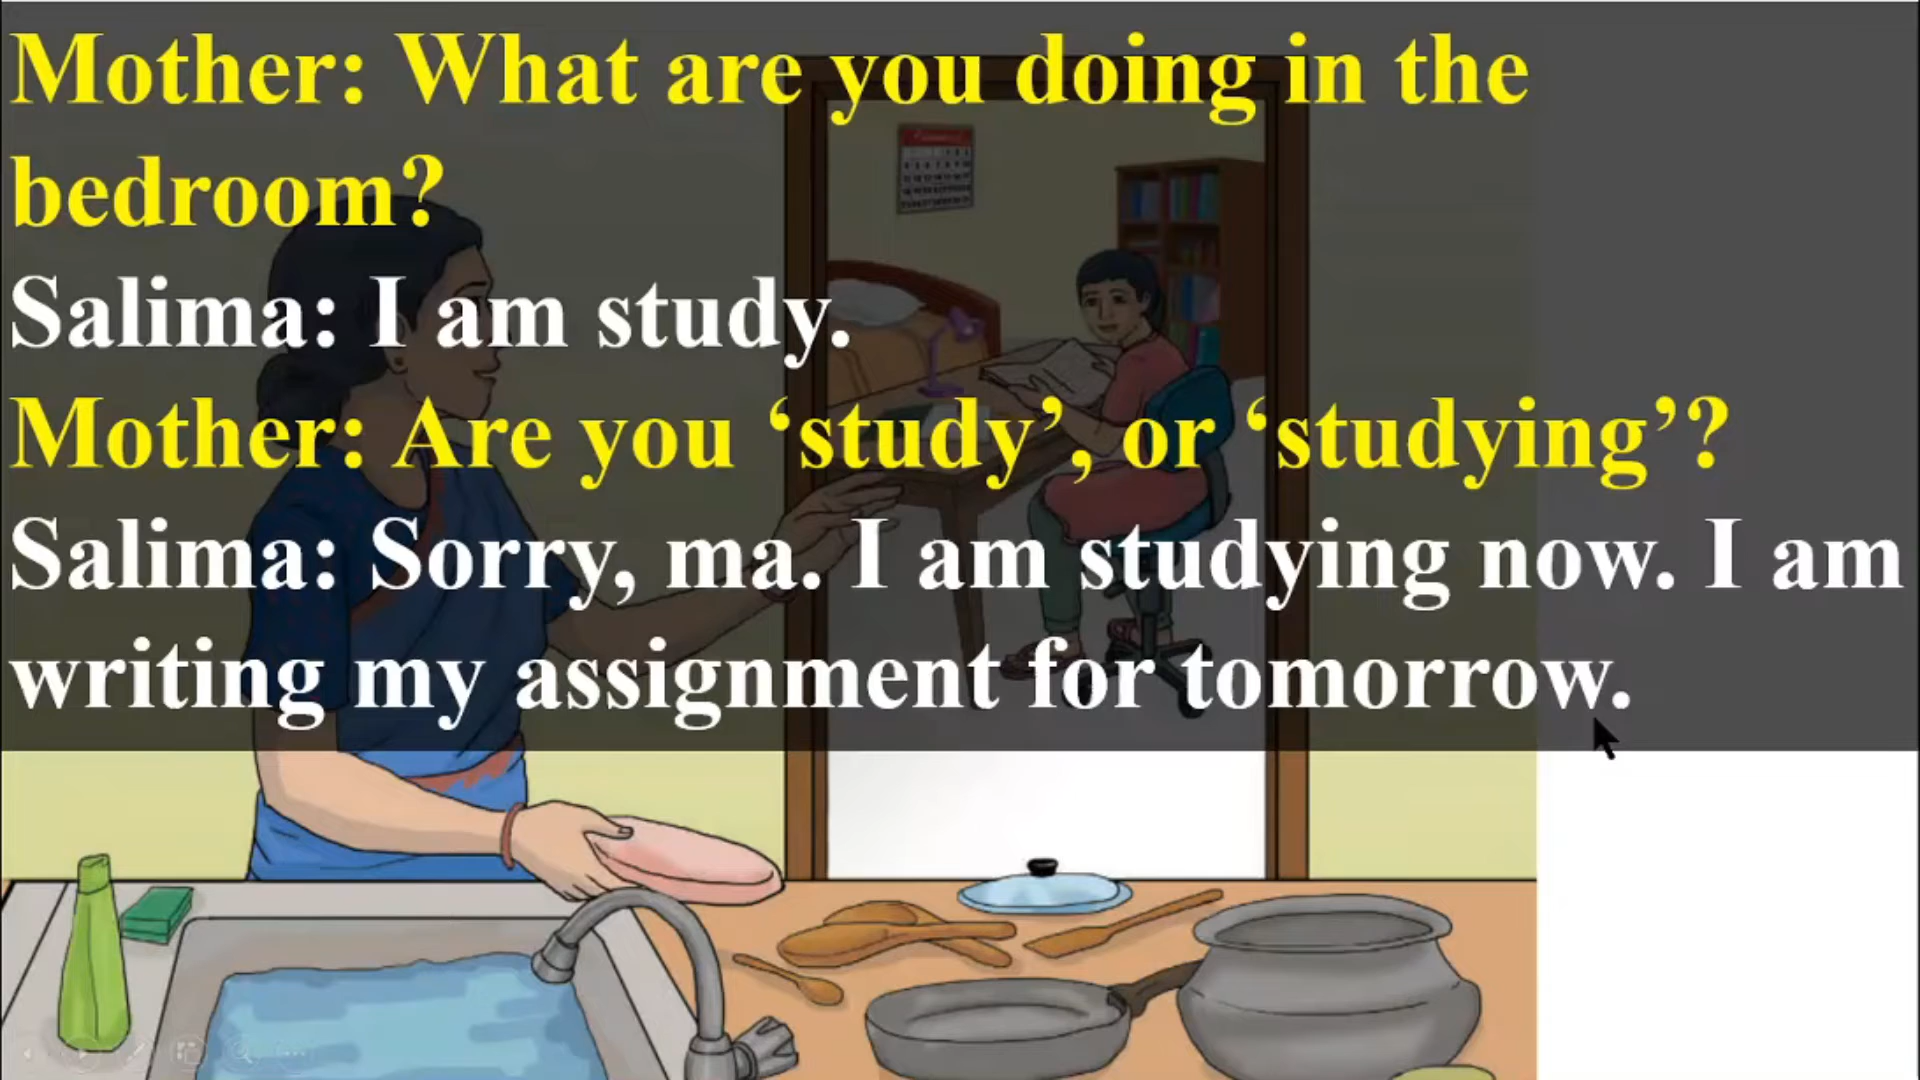 Mother: What are you doing in the
bedroom?
Salima: I am study.
Mother: Are you ‘study’, or ‘studying’?
Salima: Sorry, ma. I am studying now. I am
writing my assignment for tomorrow.